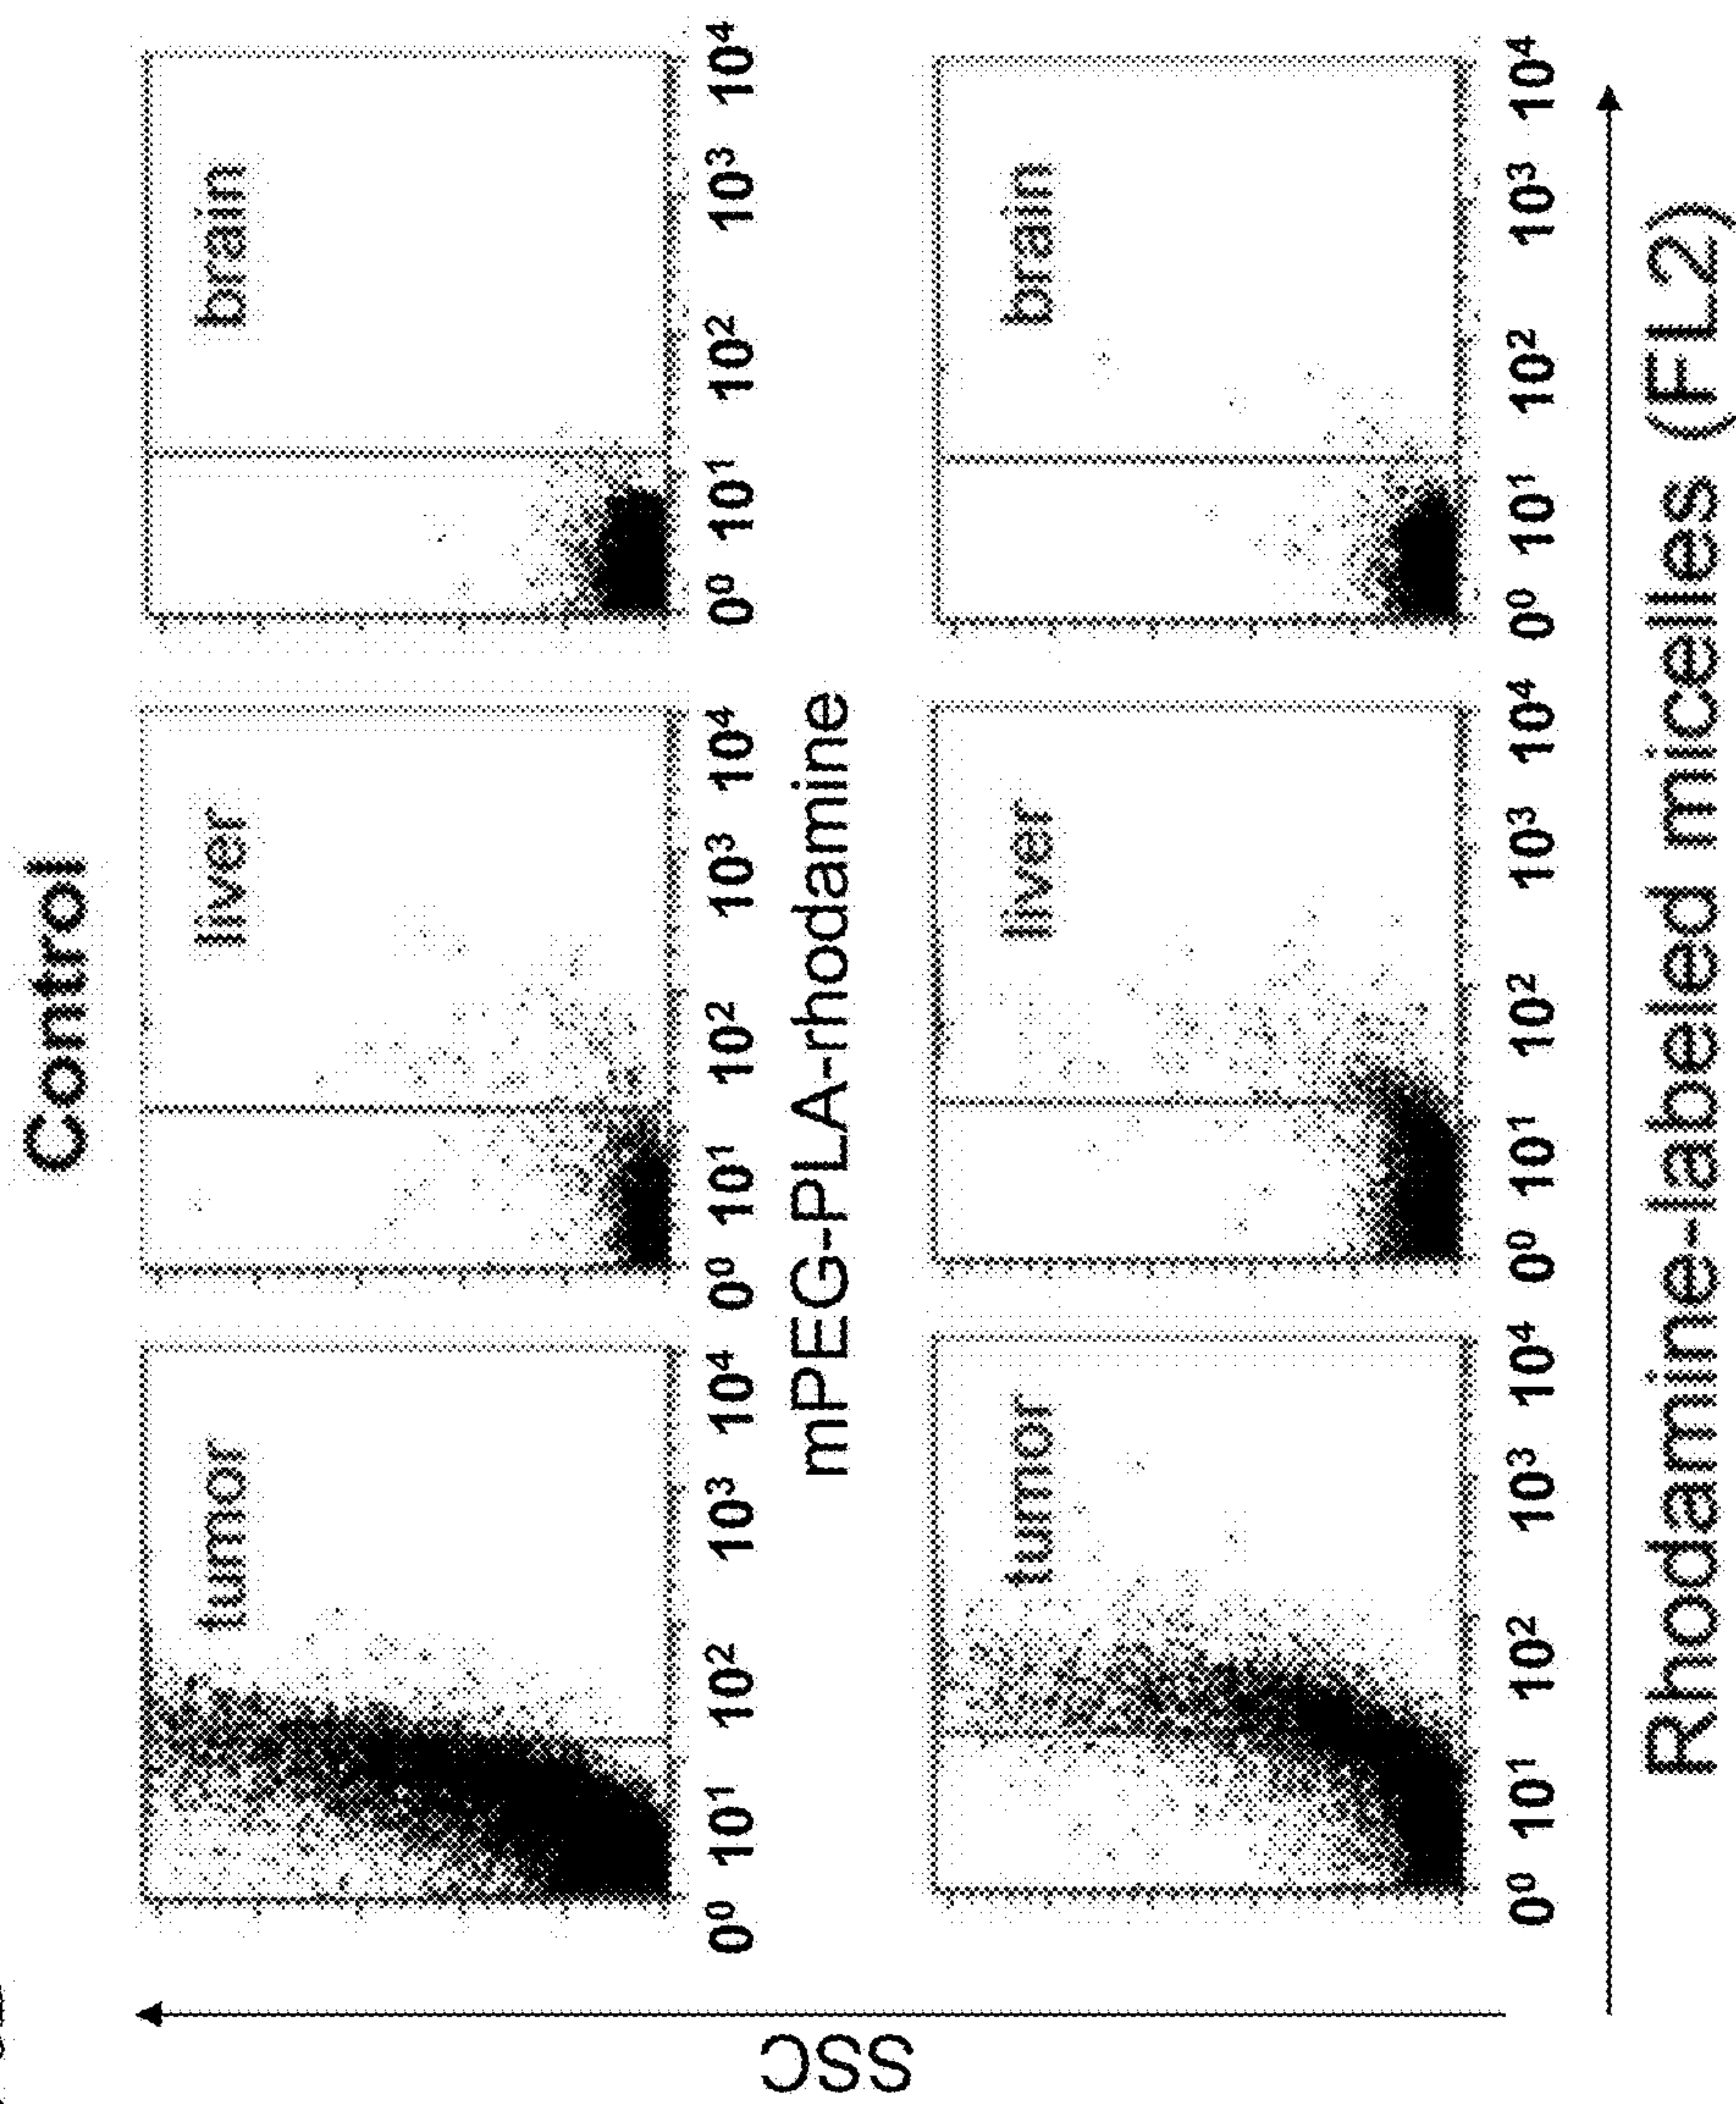 Control
tumor
liver
brain
0⁰ 10¹ 10² 10³ 10⁴
0⁰ 10¹ 10² 10³ 10⁴
0⁰ 10¹ 10² 10³ 10⁴
mPEG-PLA-rhodamine
tumor
liver
brain
0⁰ 10¹ 10² 10³ 10⁴
0⁰ 10¹ 10² 10³ 10⁴
0⁰ 10¹ 10² 10³ 10⁴
SSC
Rhodamine-labeled micelles (FL2)